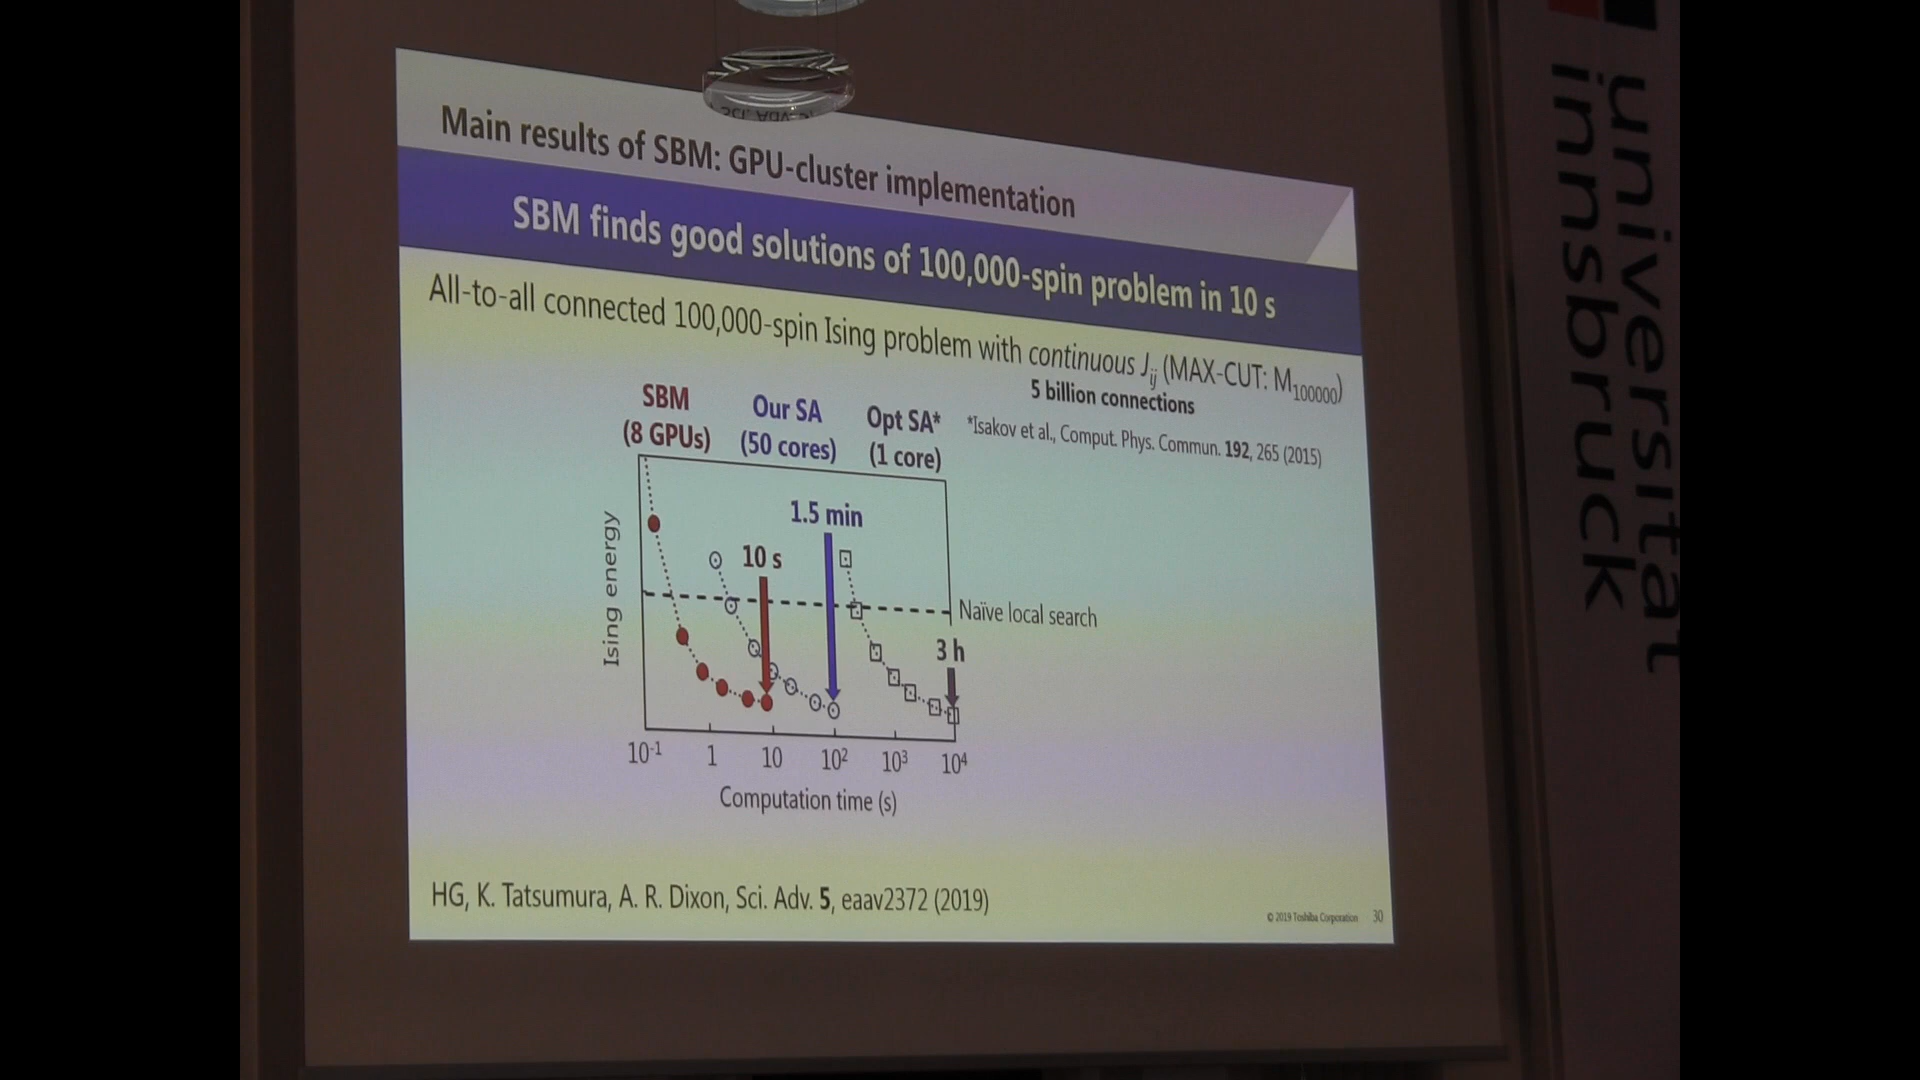 Main results of SBM: GPU-cluster implementation
SBM finds good solutions of 100,000-spin problem in 10 s
All-to-all connected 100,000-spin Ising problem with continuous Jij (MAX-CUT: M100000)
5 billion connections
*Isakov et al., Comput. Phys. Commun. 192, 265 (2015)
SBM
(8 GPUs)
Our SA
(50 cores)
Opt SA*
(1 core)
1.5 min
10 s
Naïve local search
3 h
Ising energy
10-1 1 10 10² 10³ 10⁴
Computation time (s)
HG, K. Tatsumura, A. R. Dixon, Sci. Adv. 5, eaav2372 (2019)
© 2019 Toshiba Corporation 30
universität
innsbruck